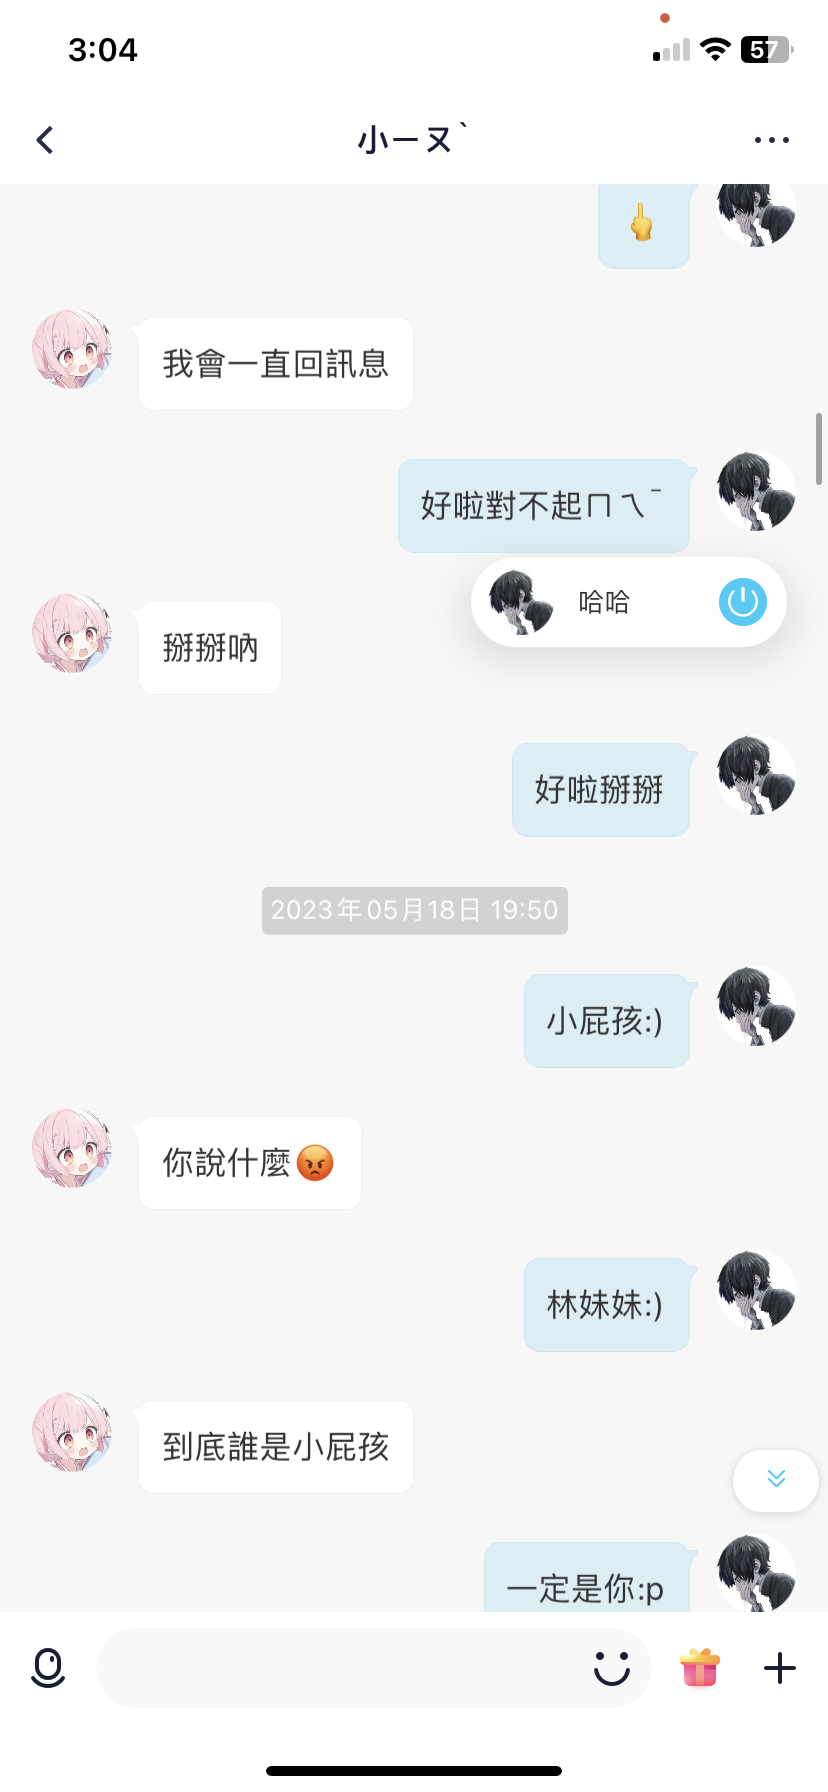 3:04
57
小ㄧㄡˋ
🖕
我會一直回訊息
好啦對不起ㄇㄟˉ
哈哈
掰掰吶
好啦掰掰
2023年05月18日 19:50
小屁孩:)
你說什麼😡
林妹妹:)
到底誰是小屁孩
一定是你:p